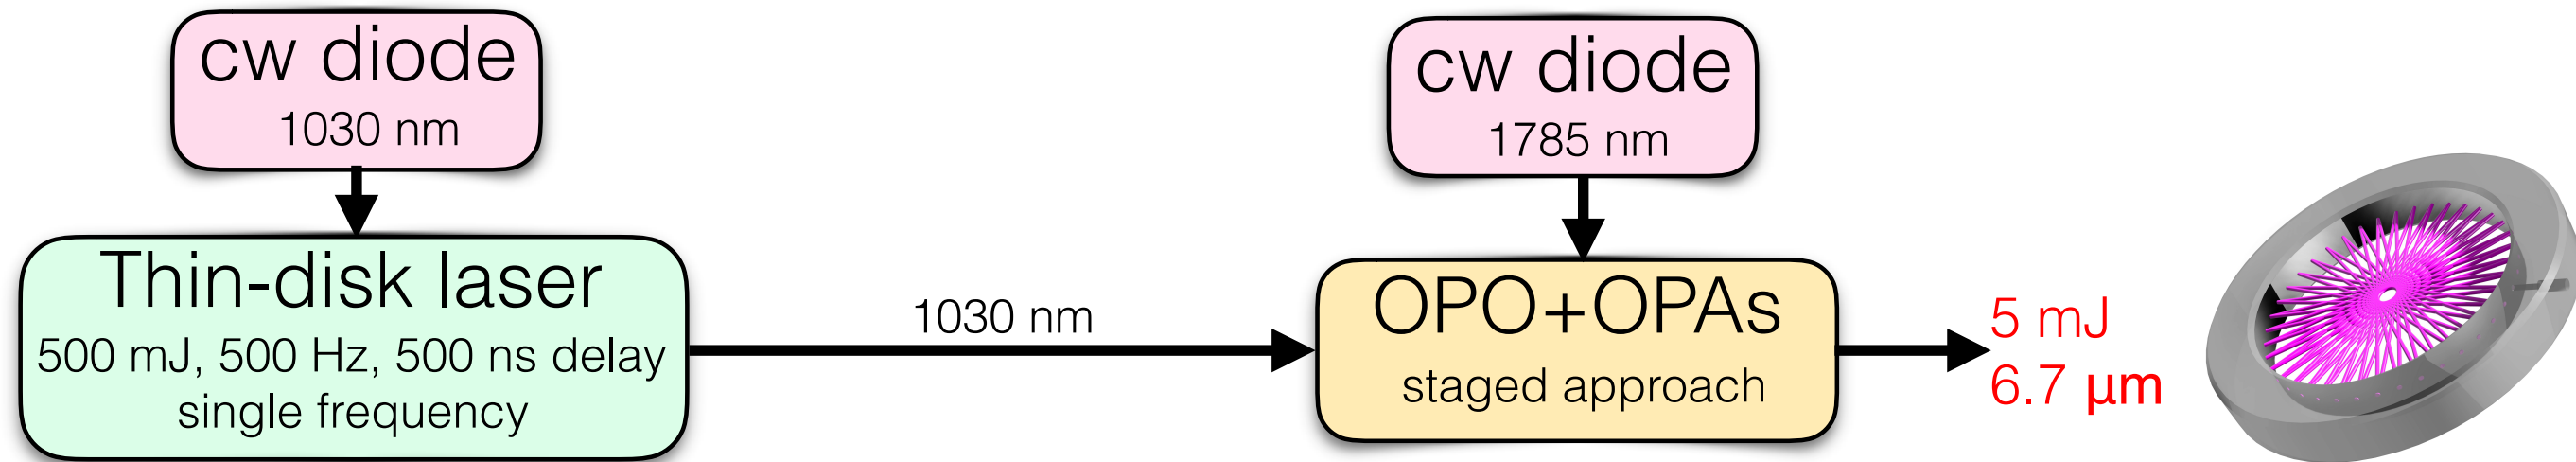 cw diode
1030 nm
cw diode
1785 nm
Thin-disk laser
500 mJ, 500 Hz, 500 ns delay
single frequency
1030 nm
OPO+OPAs
staged approach
5 mJ
6.7 μm